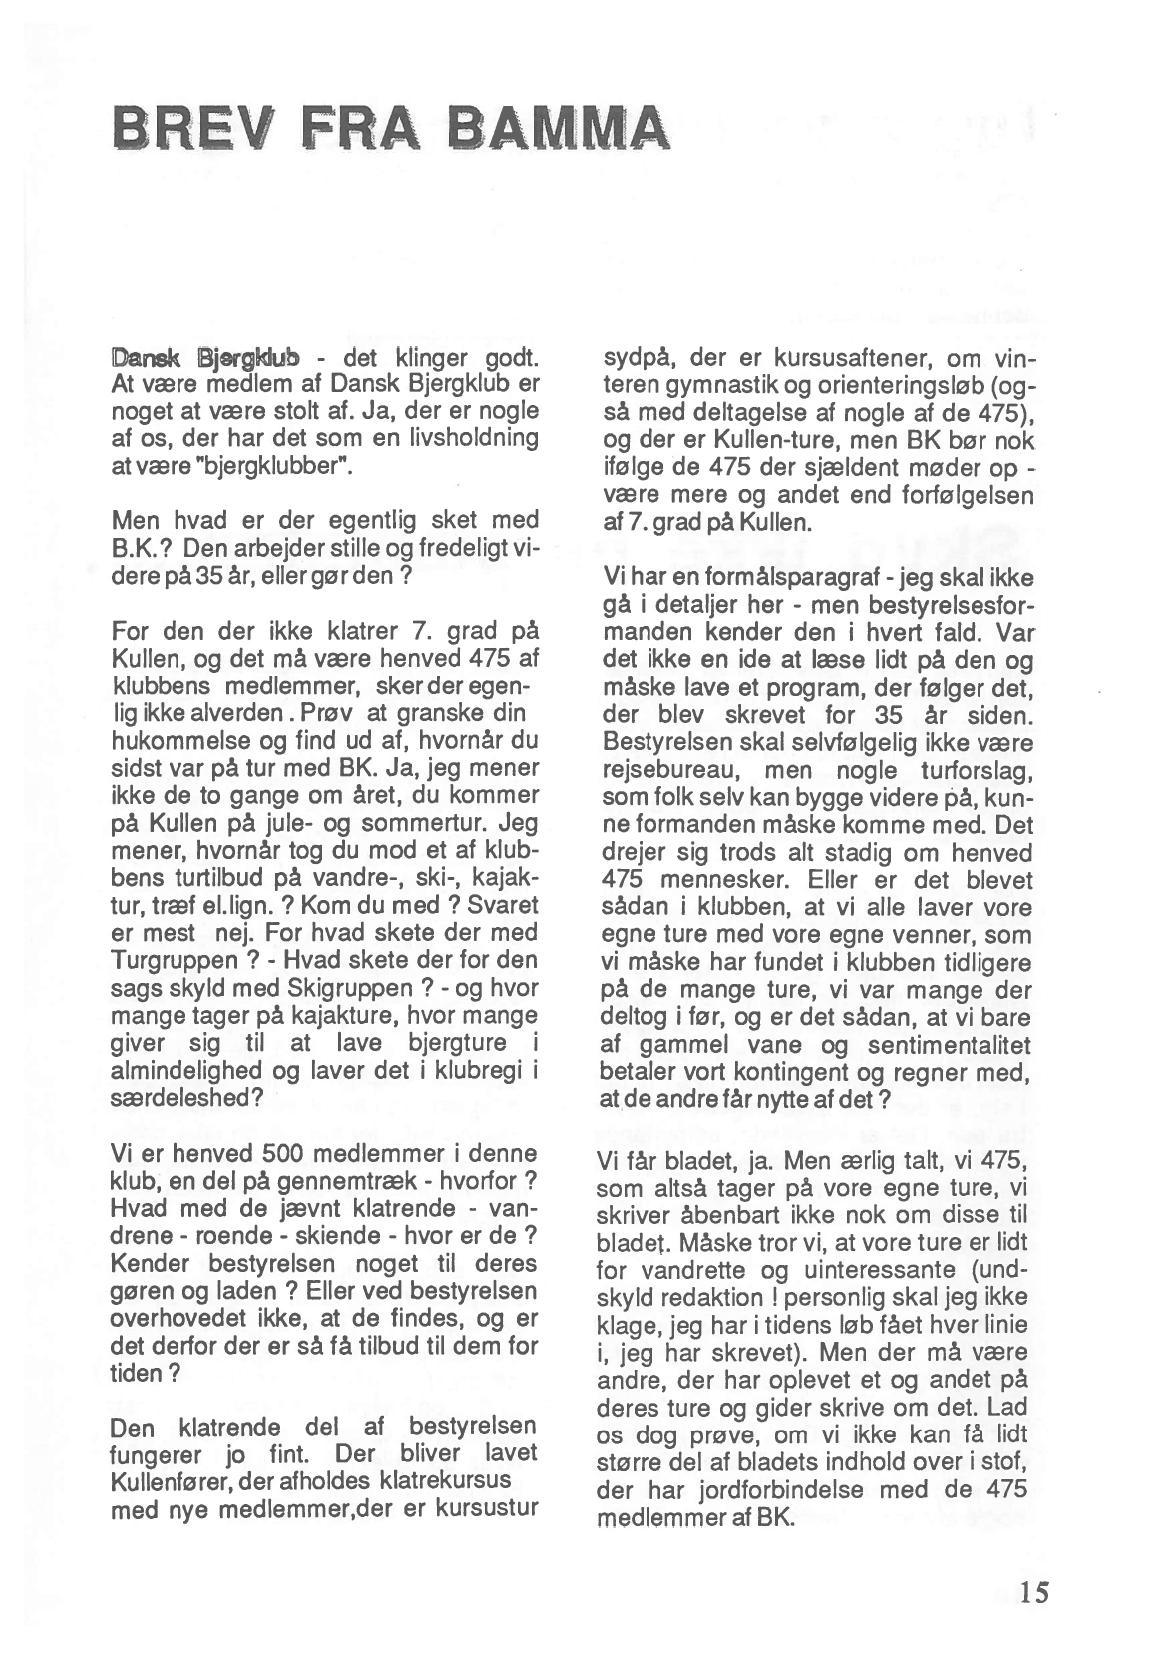 BREV FRA BAMMA
Dansk Bjergklub - det klinger godt.
At være medlem af Dansk Bjergklub er
noget at være stolt af. Ja, der er nogle
af os, der har det som en livsholdning
at være "bjergklubber".
Men hvad er der egentlig sket med
B.K.? Den arbejder stille og fredeligt vi-
dere på 35 år, eller gør den ?
For den der ikke klatrer 7. grad på
Kullen, og det må være henved 475 af
klubbens medlemmer, sker der egen-
lig ikke alverden . Prøv at granske din
hukommelse og find ud af, hvornår du
sidst var på tur med BK. Ja, jeg mener
ikke de to gange om året, du kommer
på Kullen på jule- og sommertur. Jeg
mener, hvornår tog du mod et af klub-
bens turtilbud på vandre-, ski-, kajak-
tur, træf el.lign. ? Kom du med ? Svaret
er mest nej. For hvad skete der med
Turgruppen ? - Hvad skete der for den
sags skyld med Skigruppen ? - og hvor
mange tager på kajakture, hvor mange
giver sig til at lave bjergture i
almindelighed og laver det i klubregi i
særdeleshed?
Vi er henved 500 medlemmer i denne
klub, en del på gennemtræk - hvorfor ?
Hvad med de jævnt klatrende - van-
drene - roende - skiende - hvor er de ?
Kender bestyrelsen noget til deres
gøren og laden ? Eller ved bestyrelsen
overhovedet ikke, at de findes, og er
det derfor der er så få tilbud til dem for
tiden ?
Den klatrende del af bestyrelsen
fungerer jo fint. Der bliver lavet
Kullenfører, der afholdes klatrekursus
med nye medlemmer,der er kursustur
sydpå, der er kursusaftener, om vin-
teren gymnastik og orienteringsløb (og-
så med deltagelse af nogle af de 475),
og der er Kullen-ture, men BK bør nok
ifølge de 475 der sjældent møder op -
være mere og andet end forfølgelsen
af 7. grad på Kullen.
Vi har en formålsparagraf - jeg skal ikke
gå i detaljer her - men bestyrelsesfor-
manden kender den i hvert fald. Var
det ikke en ide at læse lidt på den og
måske lave et program, der følger det,
der blev skrevet for 35 år siden.
Bestyrelsen skal selvfølgelig ikke være
rejsebureau, men nogle turforslag,
som folk selv kan bygge videre på, kun-
ne formanden måske komme med. Det
drejer sig trods alt stadig om henved
475 mennesker. Eller er det blevet
sådan i klubben, at vi alle laver vore
egne ture med vore egne venner, som
vi måske har fundet i klubben tidligere
på de mange ture, vi var mange der
deltog i før, og er det sådan, at vi bare
af gammel vane og sentimentalitet
betaler vort kontingent og regner med,
at de andre får nytte af det ?
Vi får bladet, ja. Men ærlig talt, vi 475,
som altså tager på vore egne ture, vi
skriver åbenbart ikke nok om disse til
bladet. Måske tror vi, at vore ture er lidt
for vandrette og uinteressante (und-
skyld redaktion ! personlig skal jeg ikke
klage, jeg har i tidens løb fået hver linie
i, jeg har skrevet). Men der må være
andre, der har oplevet et og andet på
deres ture og gider skrive om det. Lad
os dog prøve, om vi ikke kan få lidt
større del af bladets indhold over i stof,
der har jordforbindelse med de 475
medlemmer af BK.
15